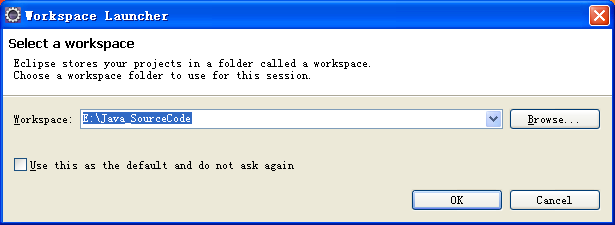 Workspace Launcher
Select a workspace
Eclipse stores your projects in a folder called a workspace.
Choose a workspace folder to use for this session.
Workspace: E:\Java_SourceCode Browse...
Use this as the default and do not ask again
OK Cancel